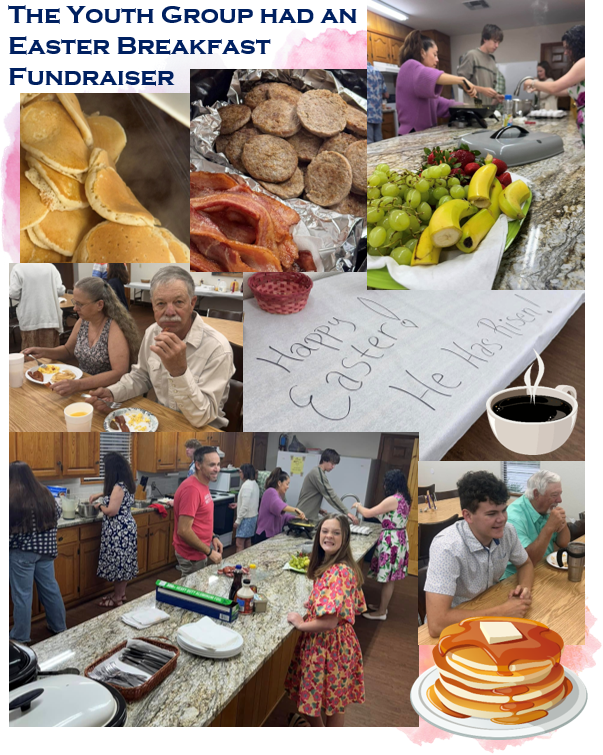 The Youth Group had an
Easter Breakfast
Fundraiser
Happy
Easter!
He Has Risen!